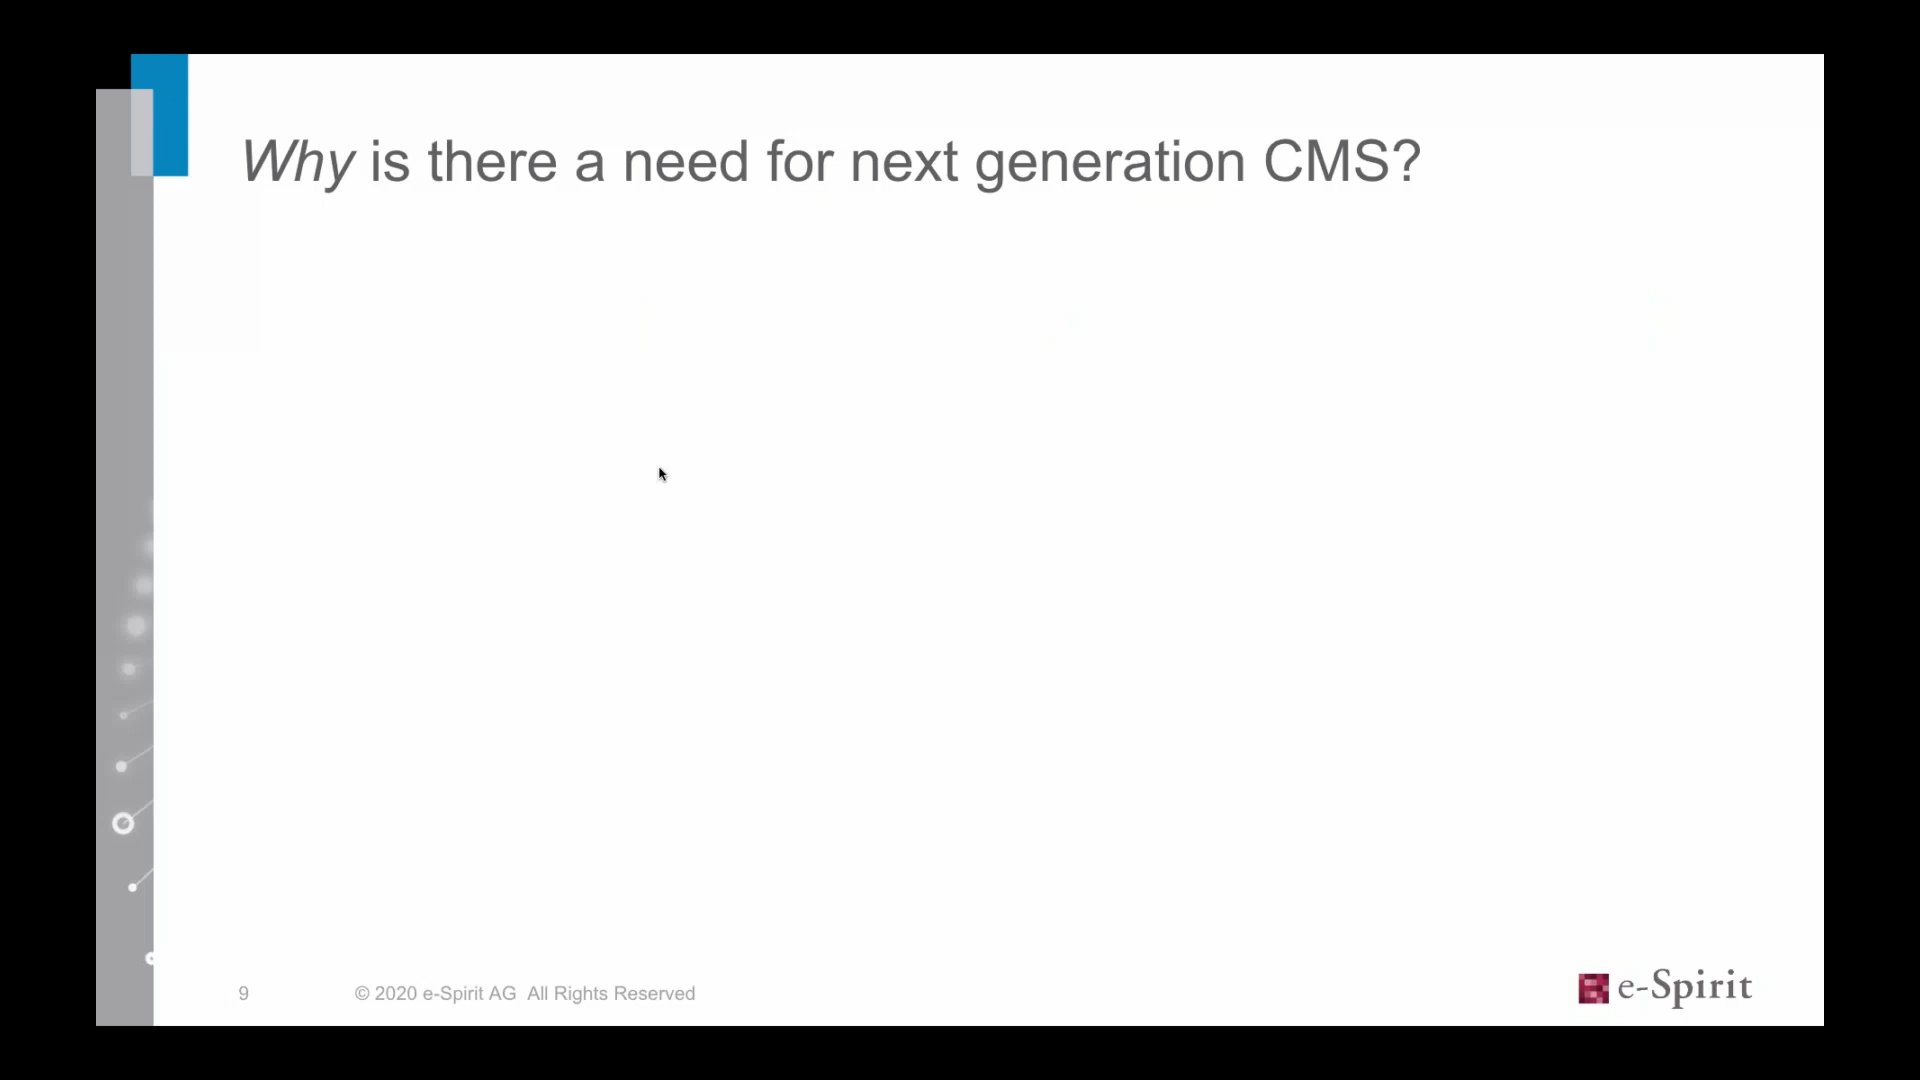 Why is there a need for next generation CMS?
9 © 2020 e-Spirit AG All Rights Reserved
e-Spirit